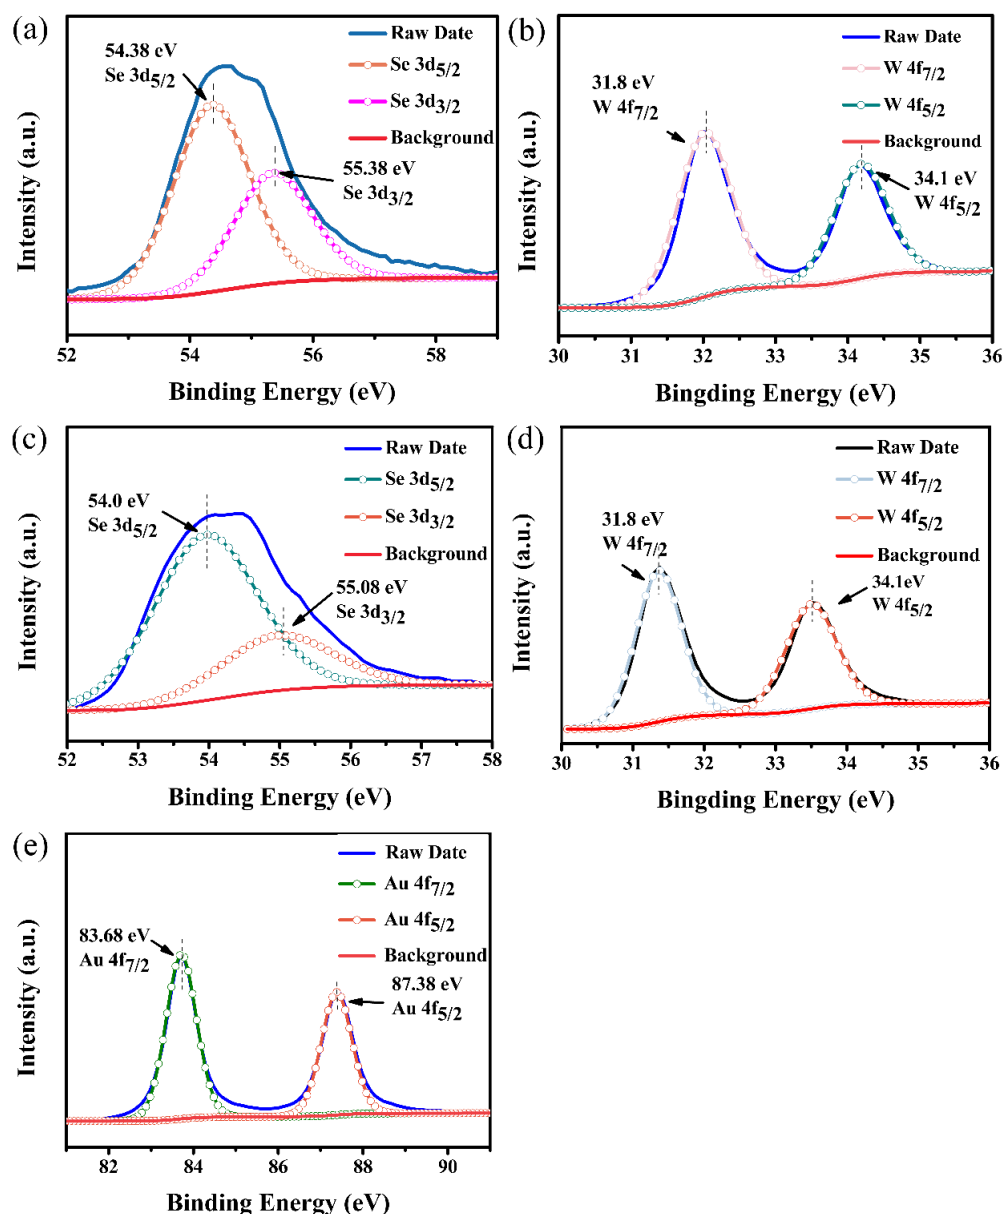 (a)
54.38 eV
Se 3d5/2
55.38 eV
Se 3d3/2
Raw Date
Se 3d5/2
Se 3d3/2
Background
Intensity (a.u.)
52 54 56 58
Binding Energy (eV)
(b)
31.8 eV
W 4f7/2
34.1 eV
W 4f5/2
Raw Date
W 4f7/2
W 4f5/2
Background
Intensity (a.u.)
30 31 32 33 34 35 36
Bingding Energy (eV)
(c)
54.0 eV
Se 3d5/2
55.08 eV
Se 3d3/2
Raw Date
Se 3d5/2
Se 3d3/2
Background
Intensity (a.u.)
52 53 54 55 56 57 58
Binding Energy (eV)
(d)
31.8 eV
W 4f7/2
34.1eV
W 4f5/2
Raw Date
W 4f7/2
W 4f5/2
Background
Intensity (a.u.)
30 31 32 33 34 35 36
Bingding Energy (eV)
(e)
83.68 eV
Au 4f7/2
87.38 eV
Au 4f5/2
Raw Date
Au 4f7/2
Au 4f5/2
Background
Intensity (a.u.)
82 84 86 88 90
Binding Energy (eV)